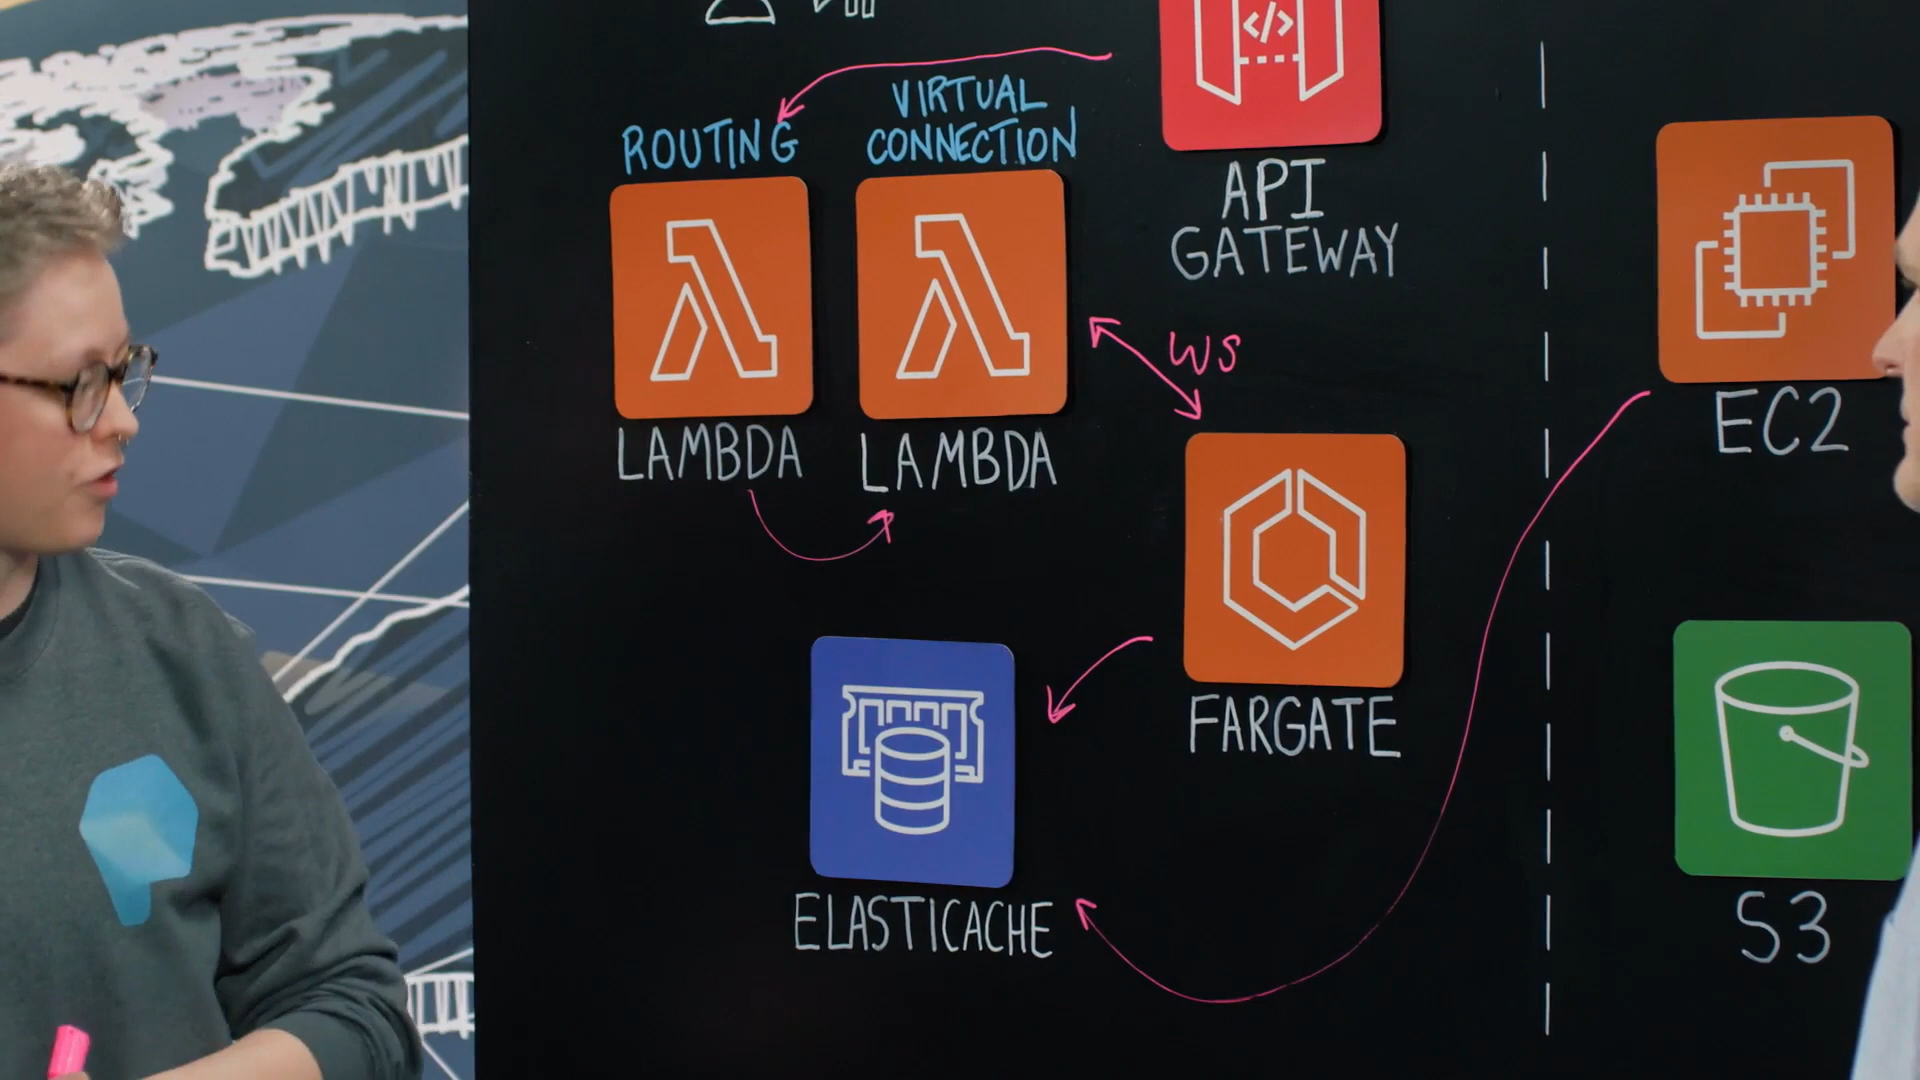 </>
VIRTUAL
CONNECTION
ROUTING
API
GATEWAY
WS
LAMBDA
LAMBDA
EC2
FARGATE
ELASTICACHE
S3